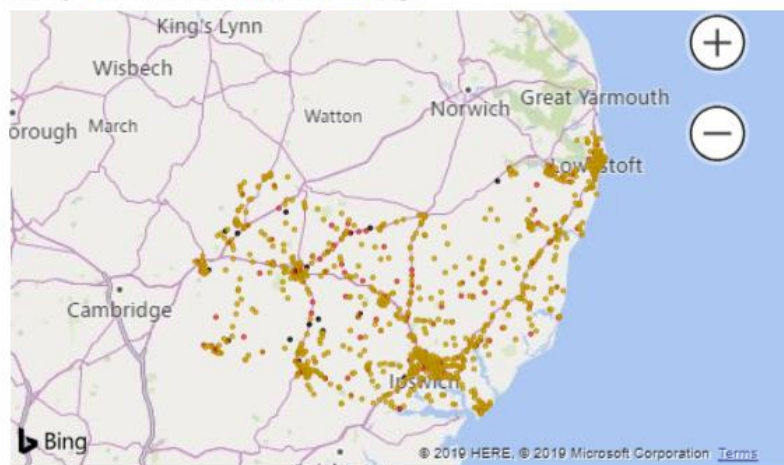 King's Lynn
Wisbech
Norwich
Great Yarmouth
Watton
orough
March
Lowestoft
Cambridge
Ipswich
Bing
© 2019 HERE, © 2019 Microsoft Corporation Terms